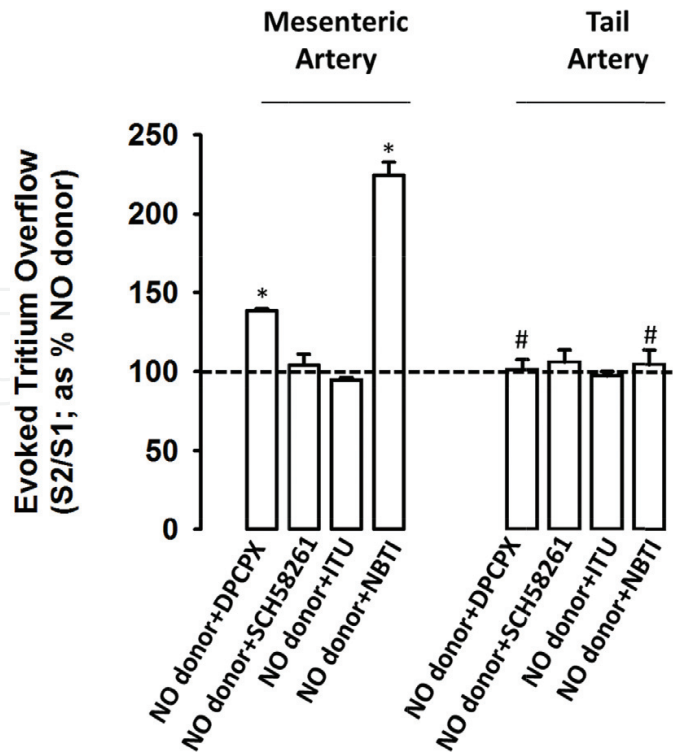 Mesenteric
Artery
Tail
Artery
Evoked Tritium Overflow
(S2/S1; as % NO donor)
250
200
150
100
50
0
*
*
#
#
NO donor+DPCPX
NO donor+SCH58261
NO donor+ITU
NO donor+NBTI
NO donor+DPCPX
NO donor+SCH58261
NO donor+ITU
NO donor+NBTI